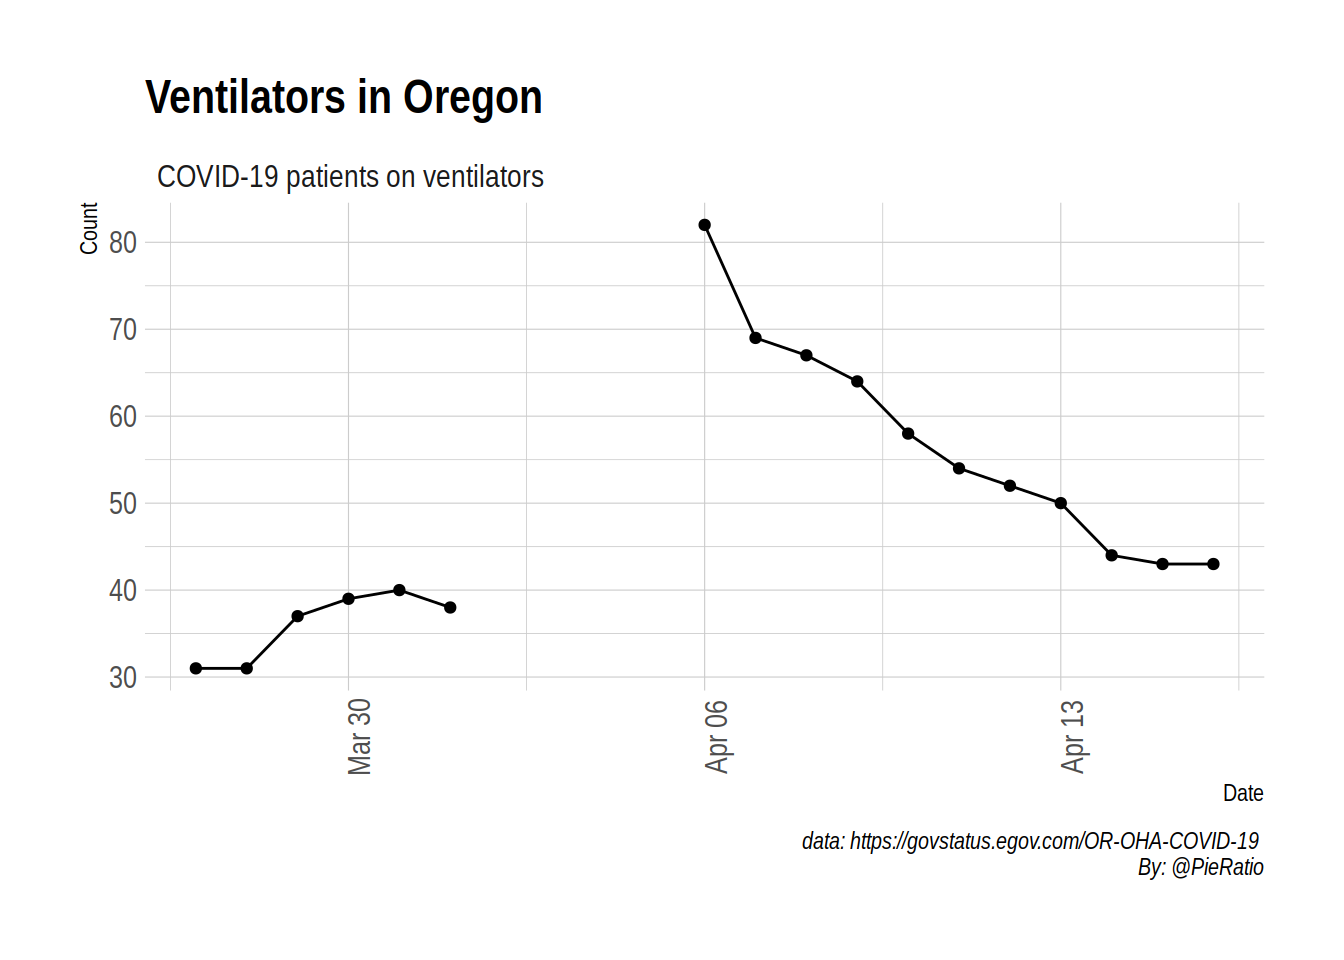 Ventilators in Oregon
COVID-19 patients on ventilators
Count
80
70
60
50
40
30
Mar 30
Apr 06
Apr 13
Date
data: https://govstatus.egov.com/OR-OHA-COVID-19
By: @PieRatio